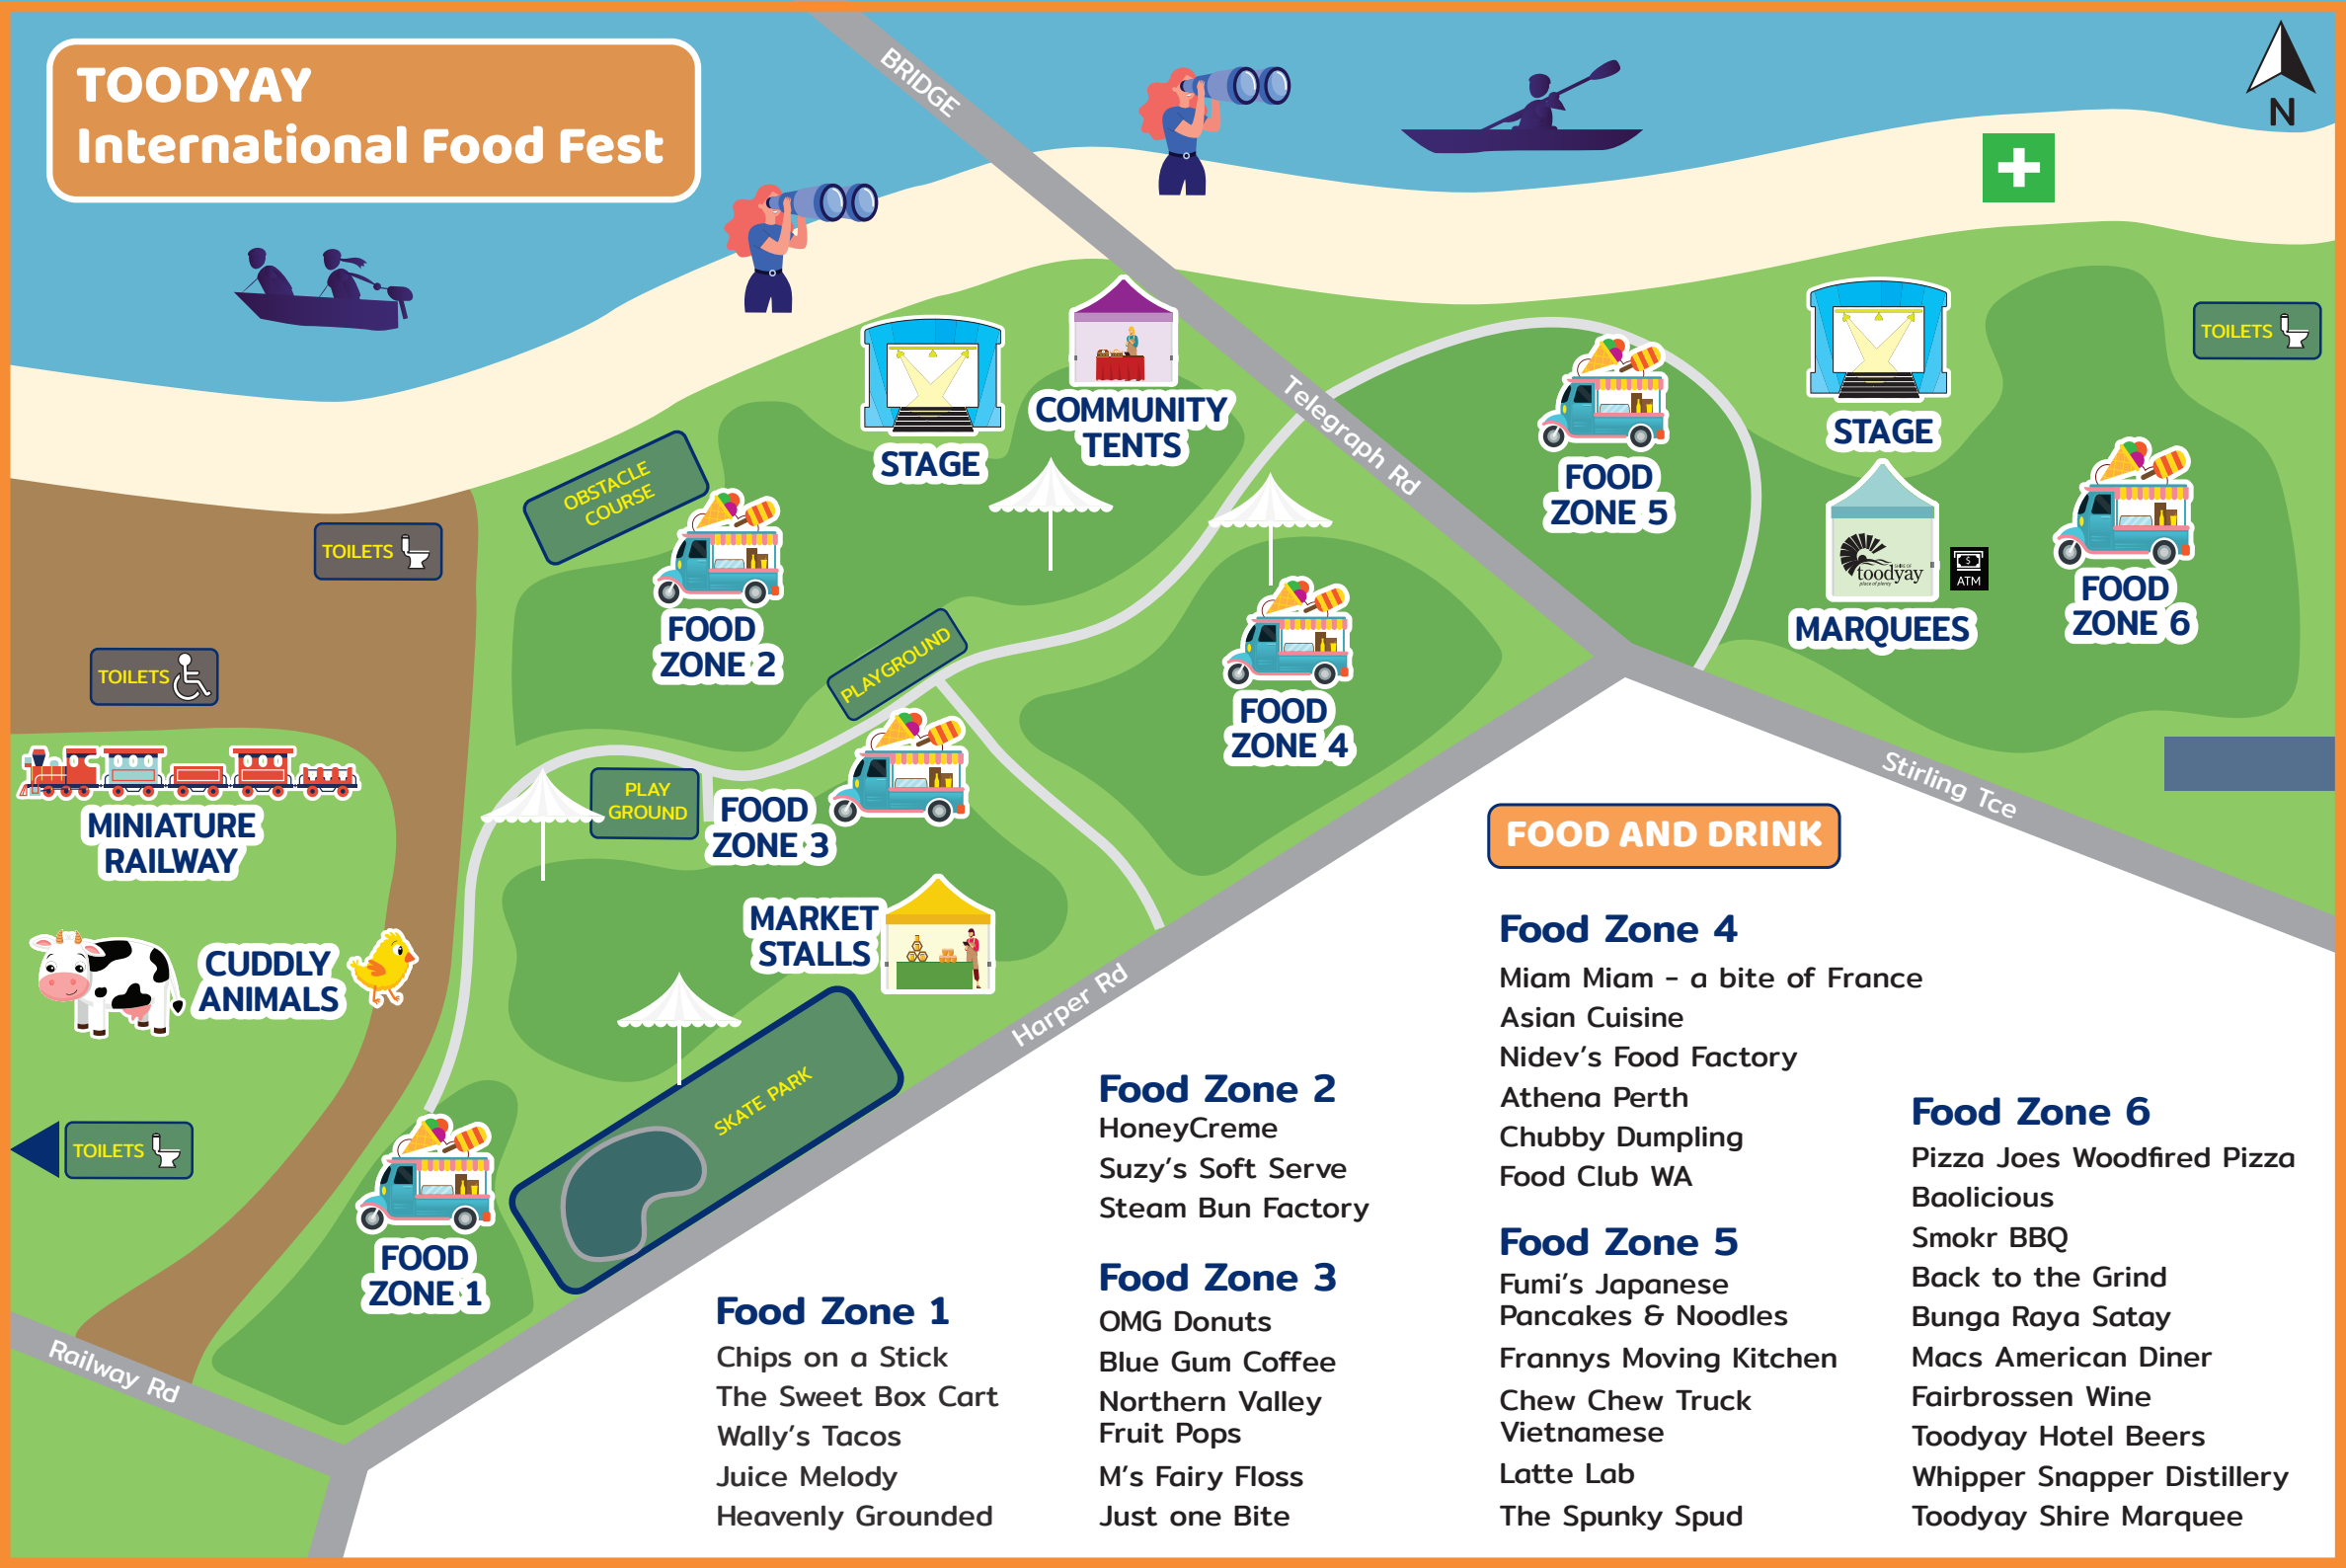 TOODYAY
International Food Fest
BRIDGE
N
TOILETS
STAGE
COMMUNITY
TENTS
Telegraph Rd
FOOD
ZONE 5
STAGE
toodyay
place of plenty
ATM
MARQUEES
FOOD
ZONE 6
OBSTACLE
COURSE
TOILETS
FOOD
ZONE 2
PLAYGROUND
TOILETS
FOOD
ZONE 4
MINIATURE
RAILWAY
PLAY
GROUND
FOOD
ZONE 3
Stirling Tce
CUDDLY
ANIMALS
MARKET
STALLS
Harper Rd
SKATE PARK
TOILETS
FOOD
ZONE 1
Railway Rd
FOOD AND DRINK
Food Zone 1
Chips on a Stick
The Sweet Box Cart
Wally's Tacos
Juice Melody
Heavenly Grounded
Food Zone 2
HoneyCreme
Suzy's Soft Serve
Steam Bun Factory
Food Zone 3
OMG Donuts
Blue Gum Coffee
Northern Valley
Fruit Pops
M's Fairy Floss
Just one Bite
Food Zone 4
Miam Miam - a bite of France
Asian Cuisine
Nidev's Food Factory
Athena Perth
Chubby Dumpling
Food Club WA
Food Zone 5
Fumi's Japanese
Pancakes & Noodles
Frannys Moving Kitchen
Chew Chew Truck
Vietnamese
Latte Lab
The Spunky Spud
Food Zone 6
Pizza Joes Woodfired Pizza
Baolicious
Smokr BBQ
Back to the Grind
Bunga Raya Satay
Macs American Diner
Fairbrossen Wine
Toodyay Hotel Beers
Whipper Snapper Distillery
Toodyay Shire Marquee